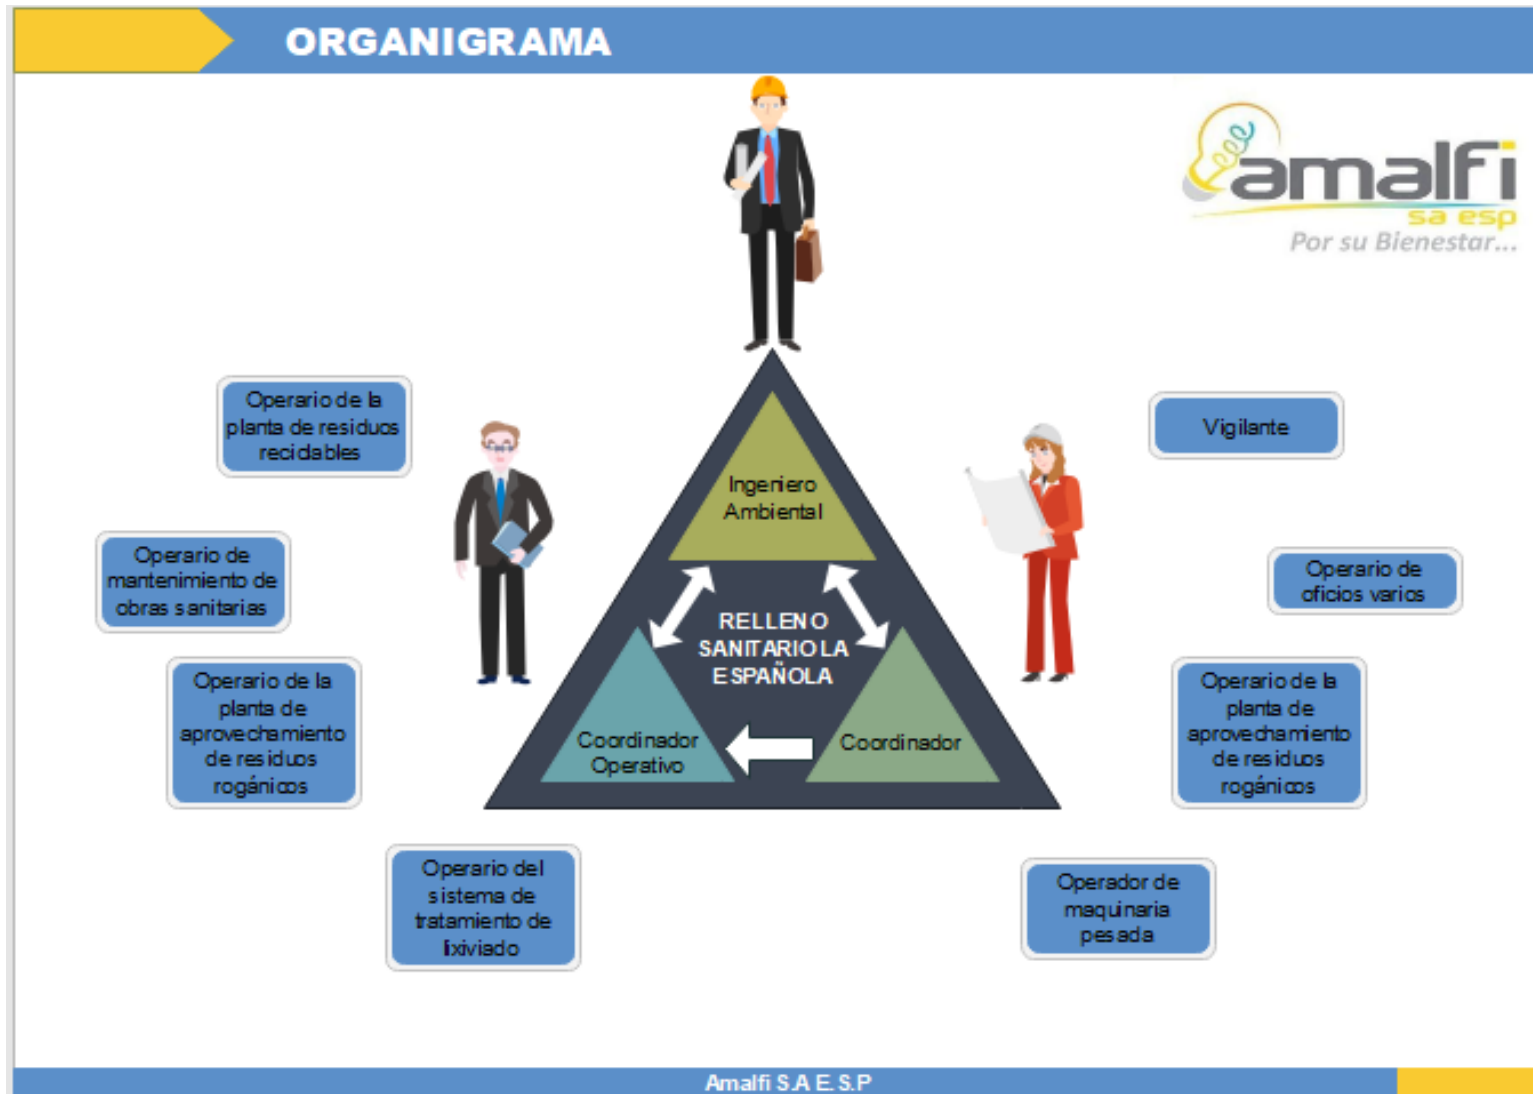 ORGANIGRAMA
amalfi
sa esp
Por su Bienestar...
Operario de la
planta de residuos
reciclables
Vigilante
Ingeniero
Ambiental
Operario de
mantenimiento de
obras sanitarias
Operario de
oficios varios
RELLENO
SANITARIO LA
ESPAÑOLA
Operario de la
planta de
aprovechamiento
de residuos
rogánicos
Coordinador
Operativo
Coordinador
Operario de la
planta de
aprovechamiento
de residuos
rogánicos
Operario del
sistema de
tratamiento de
lixiviado
Operador de
maquinaria
pesada
Amalfi S.A E.S.P